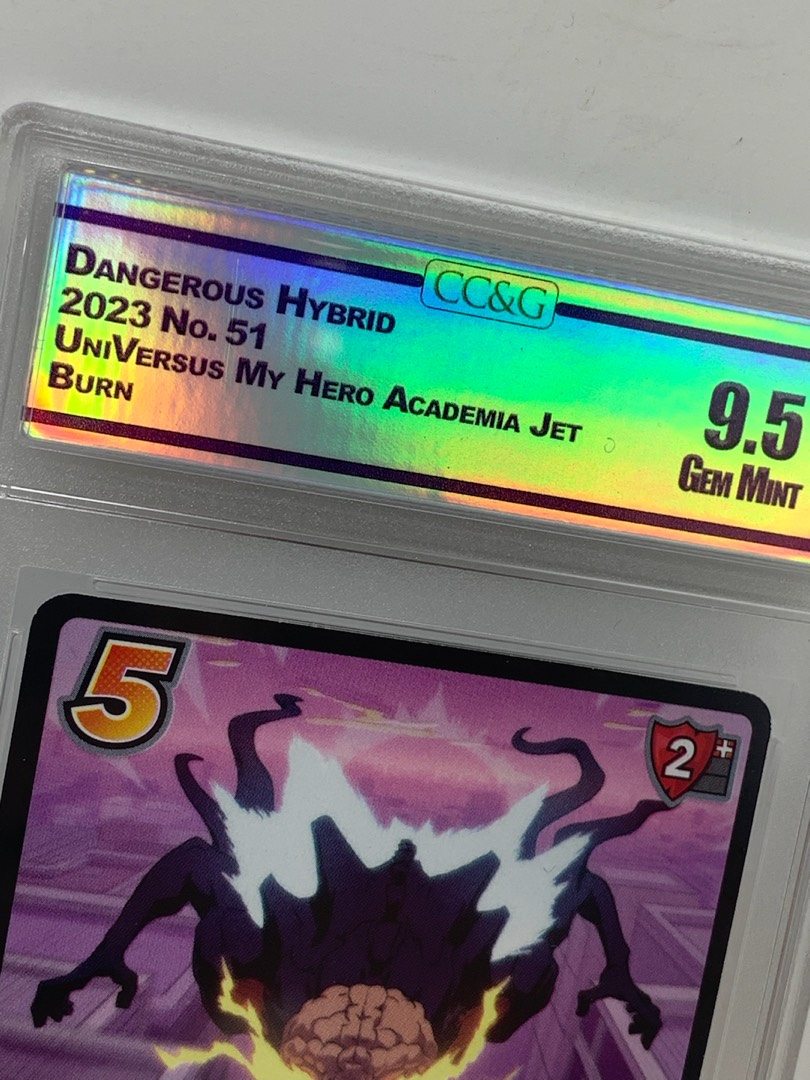 CC&G
Dangerous Hybrid
2023 No. 51
UniVersus My Hero Academia Jet
Burn
9.5
Gem Mint
5
2